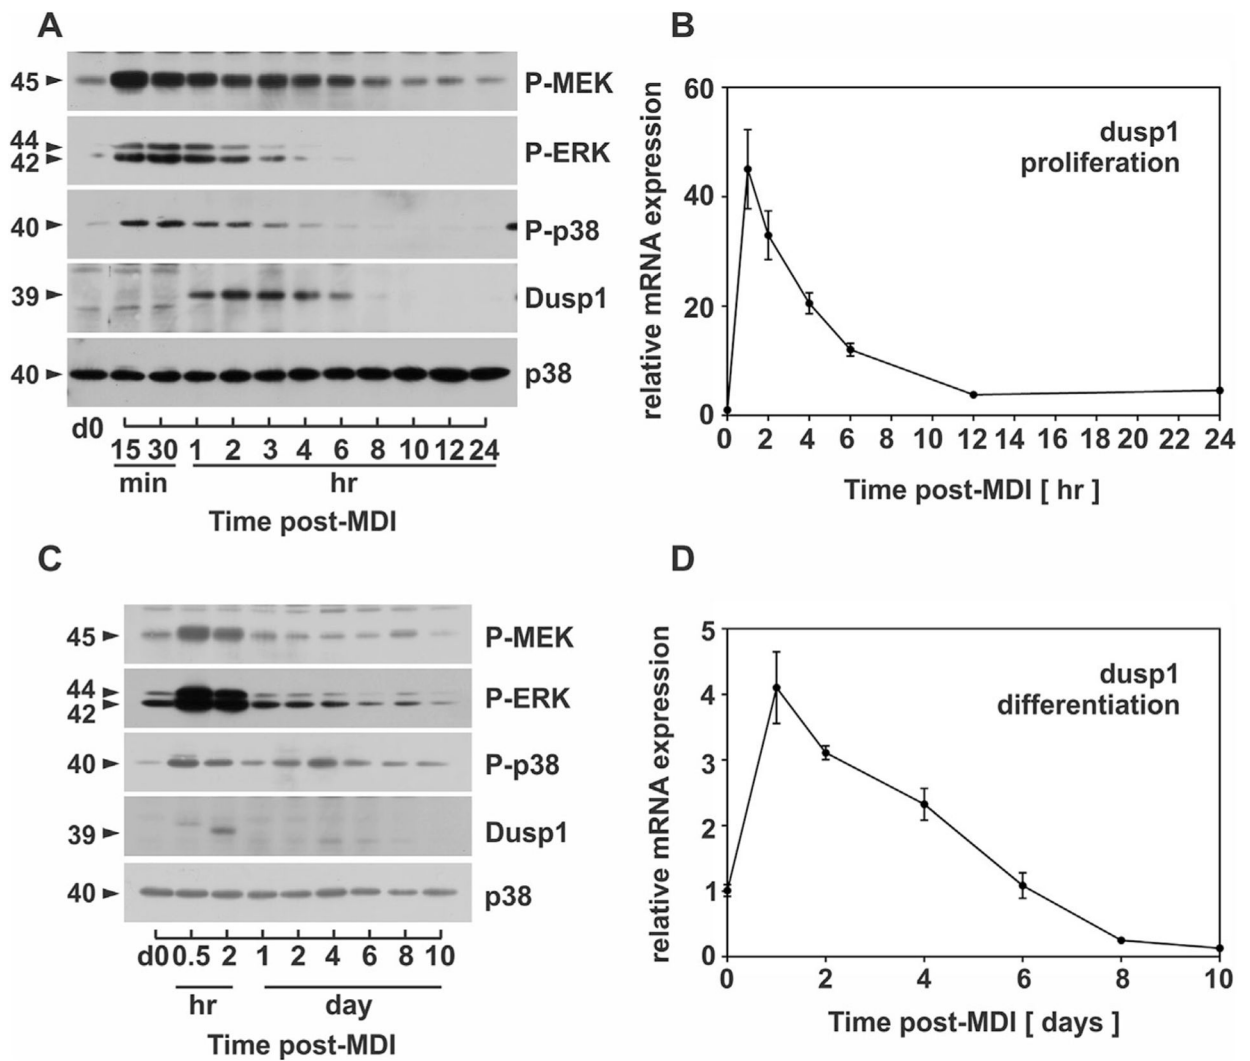 A
45 ► P-MEK
44 ►
42 ► P-ERK
40 ► P-p38
39 ► Dusp1
40 ► p38
d0
15 30 1 2 3 4 6 8 10 12 24
min hr
Time post-MDI
B
relative mRNA expression
60
40
20
0
dusp1
proliferation
0 2 4 6 8 10 12 14 16 18 20 22 24
Time post-MDI [ hr ]
C
45 ► P-MEK
44 ►
42 ► P-ERK
40 ► P-p38
39 ► Dusp1
40 ► p38
d0 0.5 2 1 2 4 6 8 10
hr day
Time post-MDI
D
relative mRNA expression
5
4
3
2
1
0
dusp1
differentiation
0 2 4 6 8 10
Time post-MDI [ days ]